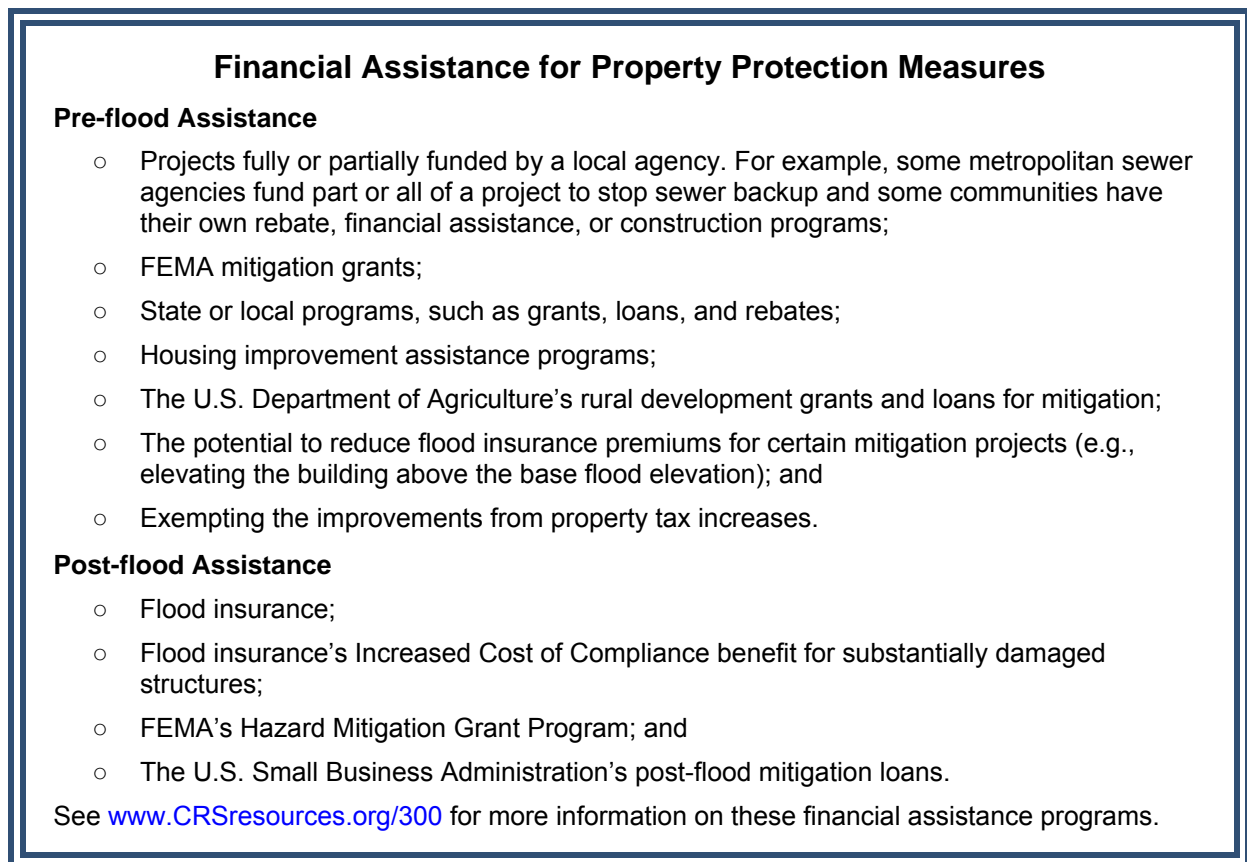 Financial Assistance for Property Protection Measures
Pre-flood Assistance
○ Projects fully or partially funded by a local agency. For example, some metropolitan sewer
agencies fund part or all of a project to stop sewer backup and some communities have
their own rebate, financial assistance, or construction programs;
○ FEMA mitigation grants;
○ State or local programs, such as grants, loans, and rebates;
○ Housing improvement assistance programs;
○ The U.S. Department of Agriculture’s rural development grants and loans for mitigation;
○ The potential to reduce flood insurance premiums for certain mitigation projects (e.g.,
elevating the building above the base flood elevation); and
○ Exempting the improvements from property tax increases.
Post-flood Assistance
○ Flood insurance;
○ Flood insurance’s Increased Cost of Compliance benefit for substantially damaged
structures;
○ FEMA’s Hazard Mitigation Grant Program; and
○ The U.S. Small Business Administration’s post-flood mitigation loans.
See www.CRSresources.org/300 for more information on these financial assistance programs.